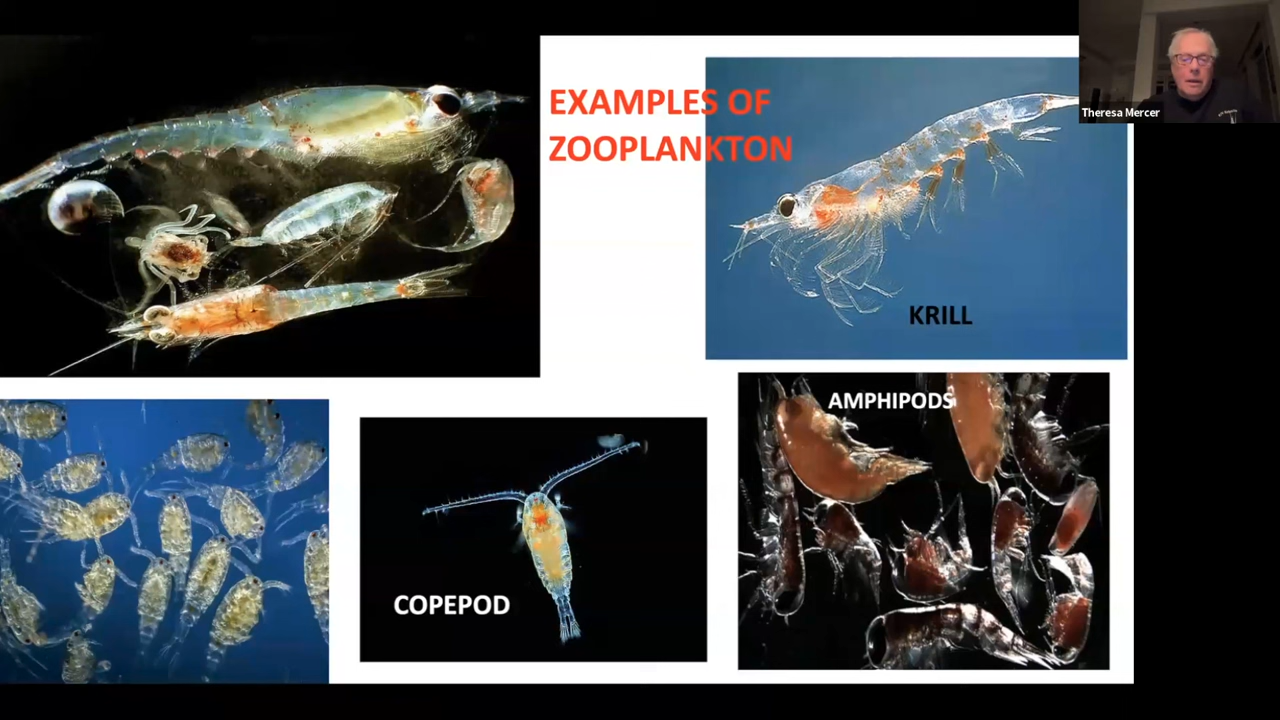 EXAMPLES OF
ZOOPLANKTON
Theresa Mercer
KRILL
AMPHIPODS
COPEPOD